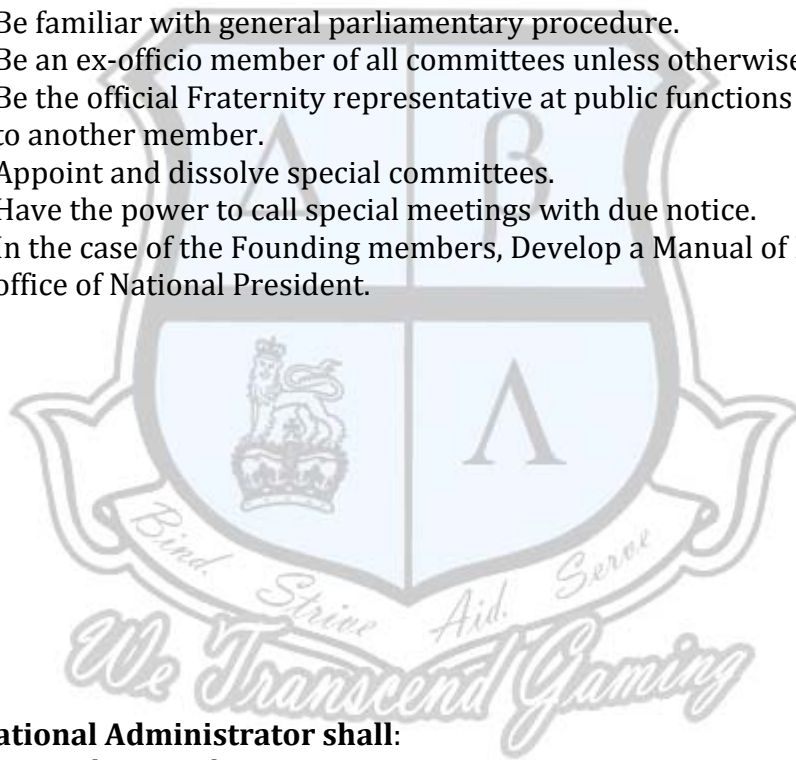 Be familiar with general parliamentary procedure.
Be an ex-officio member of all committees unless otherwise
Be the official Fraternity representative at public functions
to another member.
Appoint and dissolve special committees.
Have the power to call special meetings with due notice.
In the case of the Founding members, Develop a Manual of
office of National President.
Λ β
Λ
Bind. Strive Aid. Serve
We Transcend Gaming
ational Administrator shall: